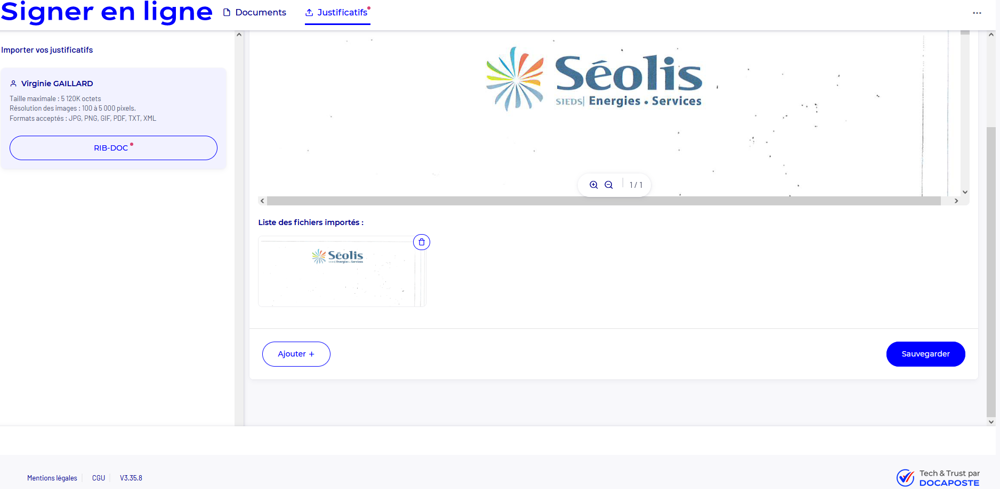 Signer en ligne
Documents
Justificatifs
Importer vos justificatifs
Virginie GAILLARD
Taille maximale : 5 120K octets
Résolution des images : 100 à 5 000 pixels.
Formats acceptés : JPG, PNG, GIF, PDF, TXT, XML
RIB-DOC
Séolis
SIEDS| Energies • Services
1 / 1
Liste des fichiers importés :
Séolis
SIEDS| Energies • Services
Ajouter +
Sauvegarder
Mentions légales
CGU
V3.35.8
Tech & Trust par
DOCAPOSTE